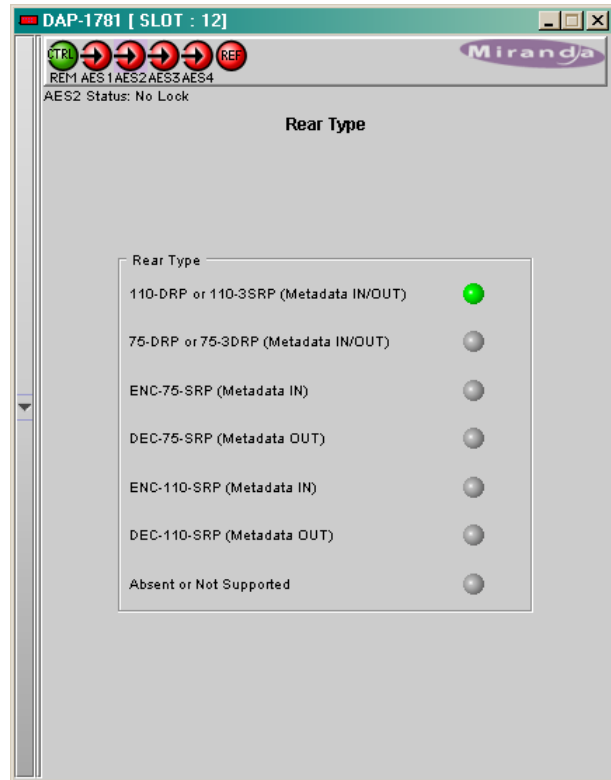 DAP-1781 [ SLOT : 12]
CTRL REF
Miranda
REM AES1 AES2 AES3 AES4
AES2 Status: No Lock
Rear Type
Rear Type
110-DRP or 110-3SRP (Metadata IN/OUT)
75-DRP or 75-3DRP (Metadata IN/OUT)
ENC-75-SRP (Metadata IN)
DEC-75-SRP (Metadata OUT)
ENC-110-SRP (Metadata IN)
DEC-110-SRP (Metadata OUT)
Absent or Not Supported